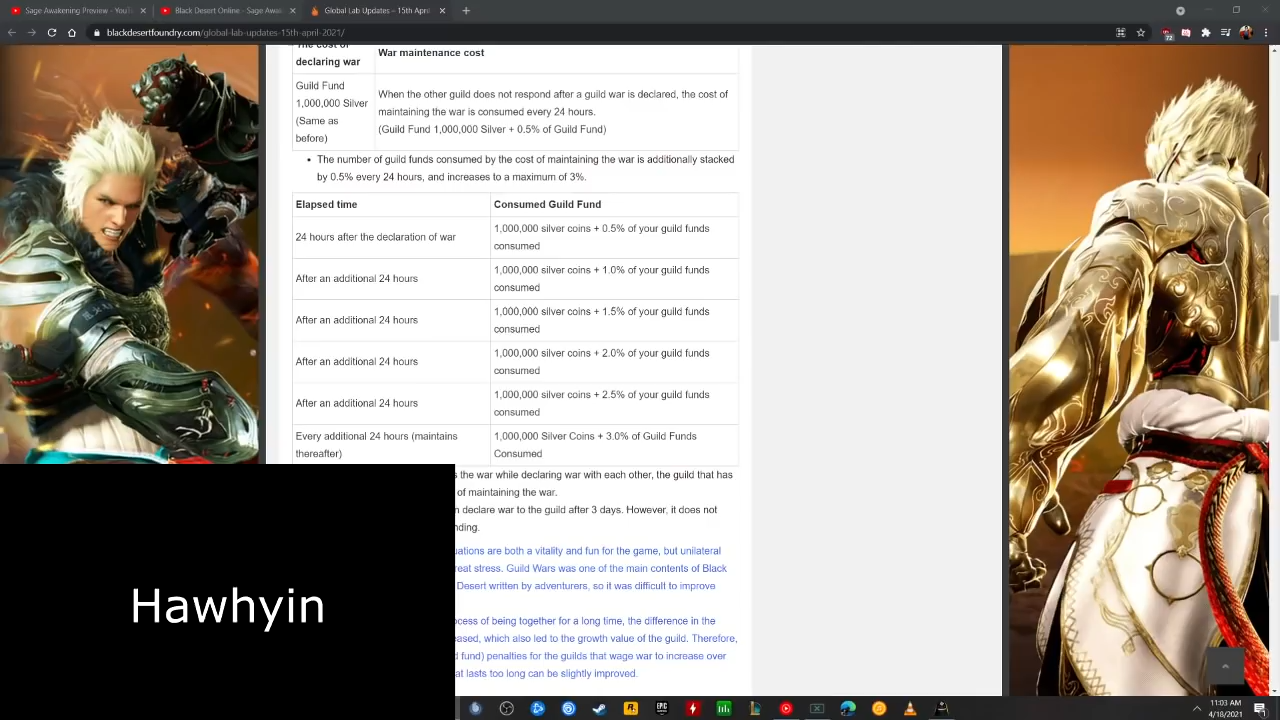 Sage Awakening Preview - YouT
Black Desert Online - Sage Awak
Global Lab Updates – 15th April 2
blackdesertfoundry.com/global-lab-updates-15th-april-2021/
72
declaring war
War maintenance cost
Guild Fund
1,000,000 Silver
(Same as
before)
When the other guild does not respond after a guild war is declared, the cost of
maintaining the war is consumed every 24 hours.
(Guild Fund 1,000,000 Silver + 0.5% of Guild Fund)
• The number of guild funds consumed by the cost of maintaining the war is additionally stacked
by 0.5% every 24 hours, and increases to a maximum of 3%.
Elapsed time
Consumed Guild Fund
24 hours after the declaration of war
1,000,000 silver coins + 0.5% of your guild funds
consumed
After an additional 24 hours
1,000,000 silver coins + 1.0% of your guild funds
consumed
After an additional 24 hours
1,000,000 silver coins + 1.5% of your guild funds
consumed
After an additional 24 hours
1,000,000 silver coins + 2.0% of your guild funds
consumed
After an additional 24 hours
1,000,000 silver coins + 2.5% of your guild funds
consumed
Every additional 24 hours (maintains
thereafter)
1,000,000 Silver Coins + 3.0% of Guild Funds
Consumed
s the war while declaring war with each other, the guild that has
of maintaining the war.
n declare war to the guild after 3 days. However, it does not
nding.
uations are both a vitality and fun for the game, but unilateral
reat stress. Guild Wars was one of the main contents of Black
Desert written by adventurers, so it was difficult to improve
ocess of being together for a long time, the difference in the
eased, which also led to the growth value of the guild. Therefore,
d fund) penalties for the guilds that wage war to increase over
at lasts too long can be slightly improved.
Hawhyin
EPIC
11:03 AM
4/18/2021